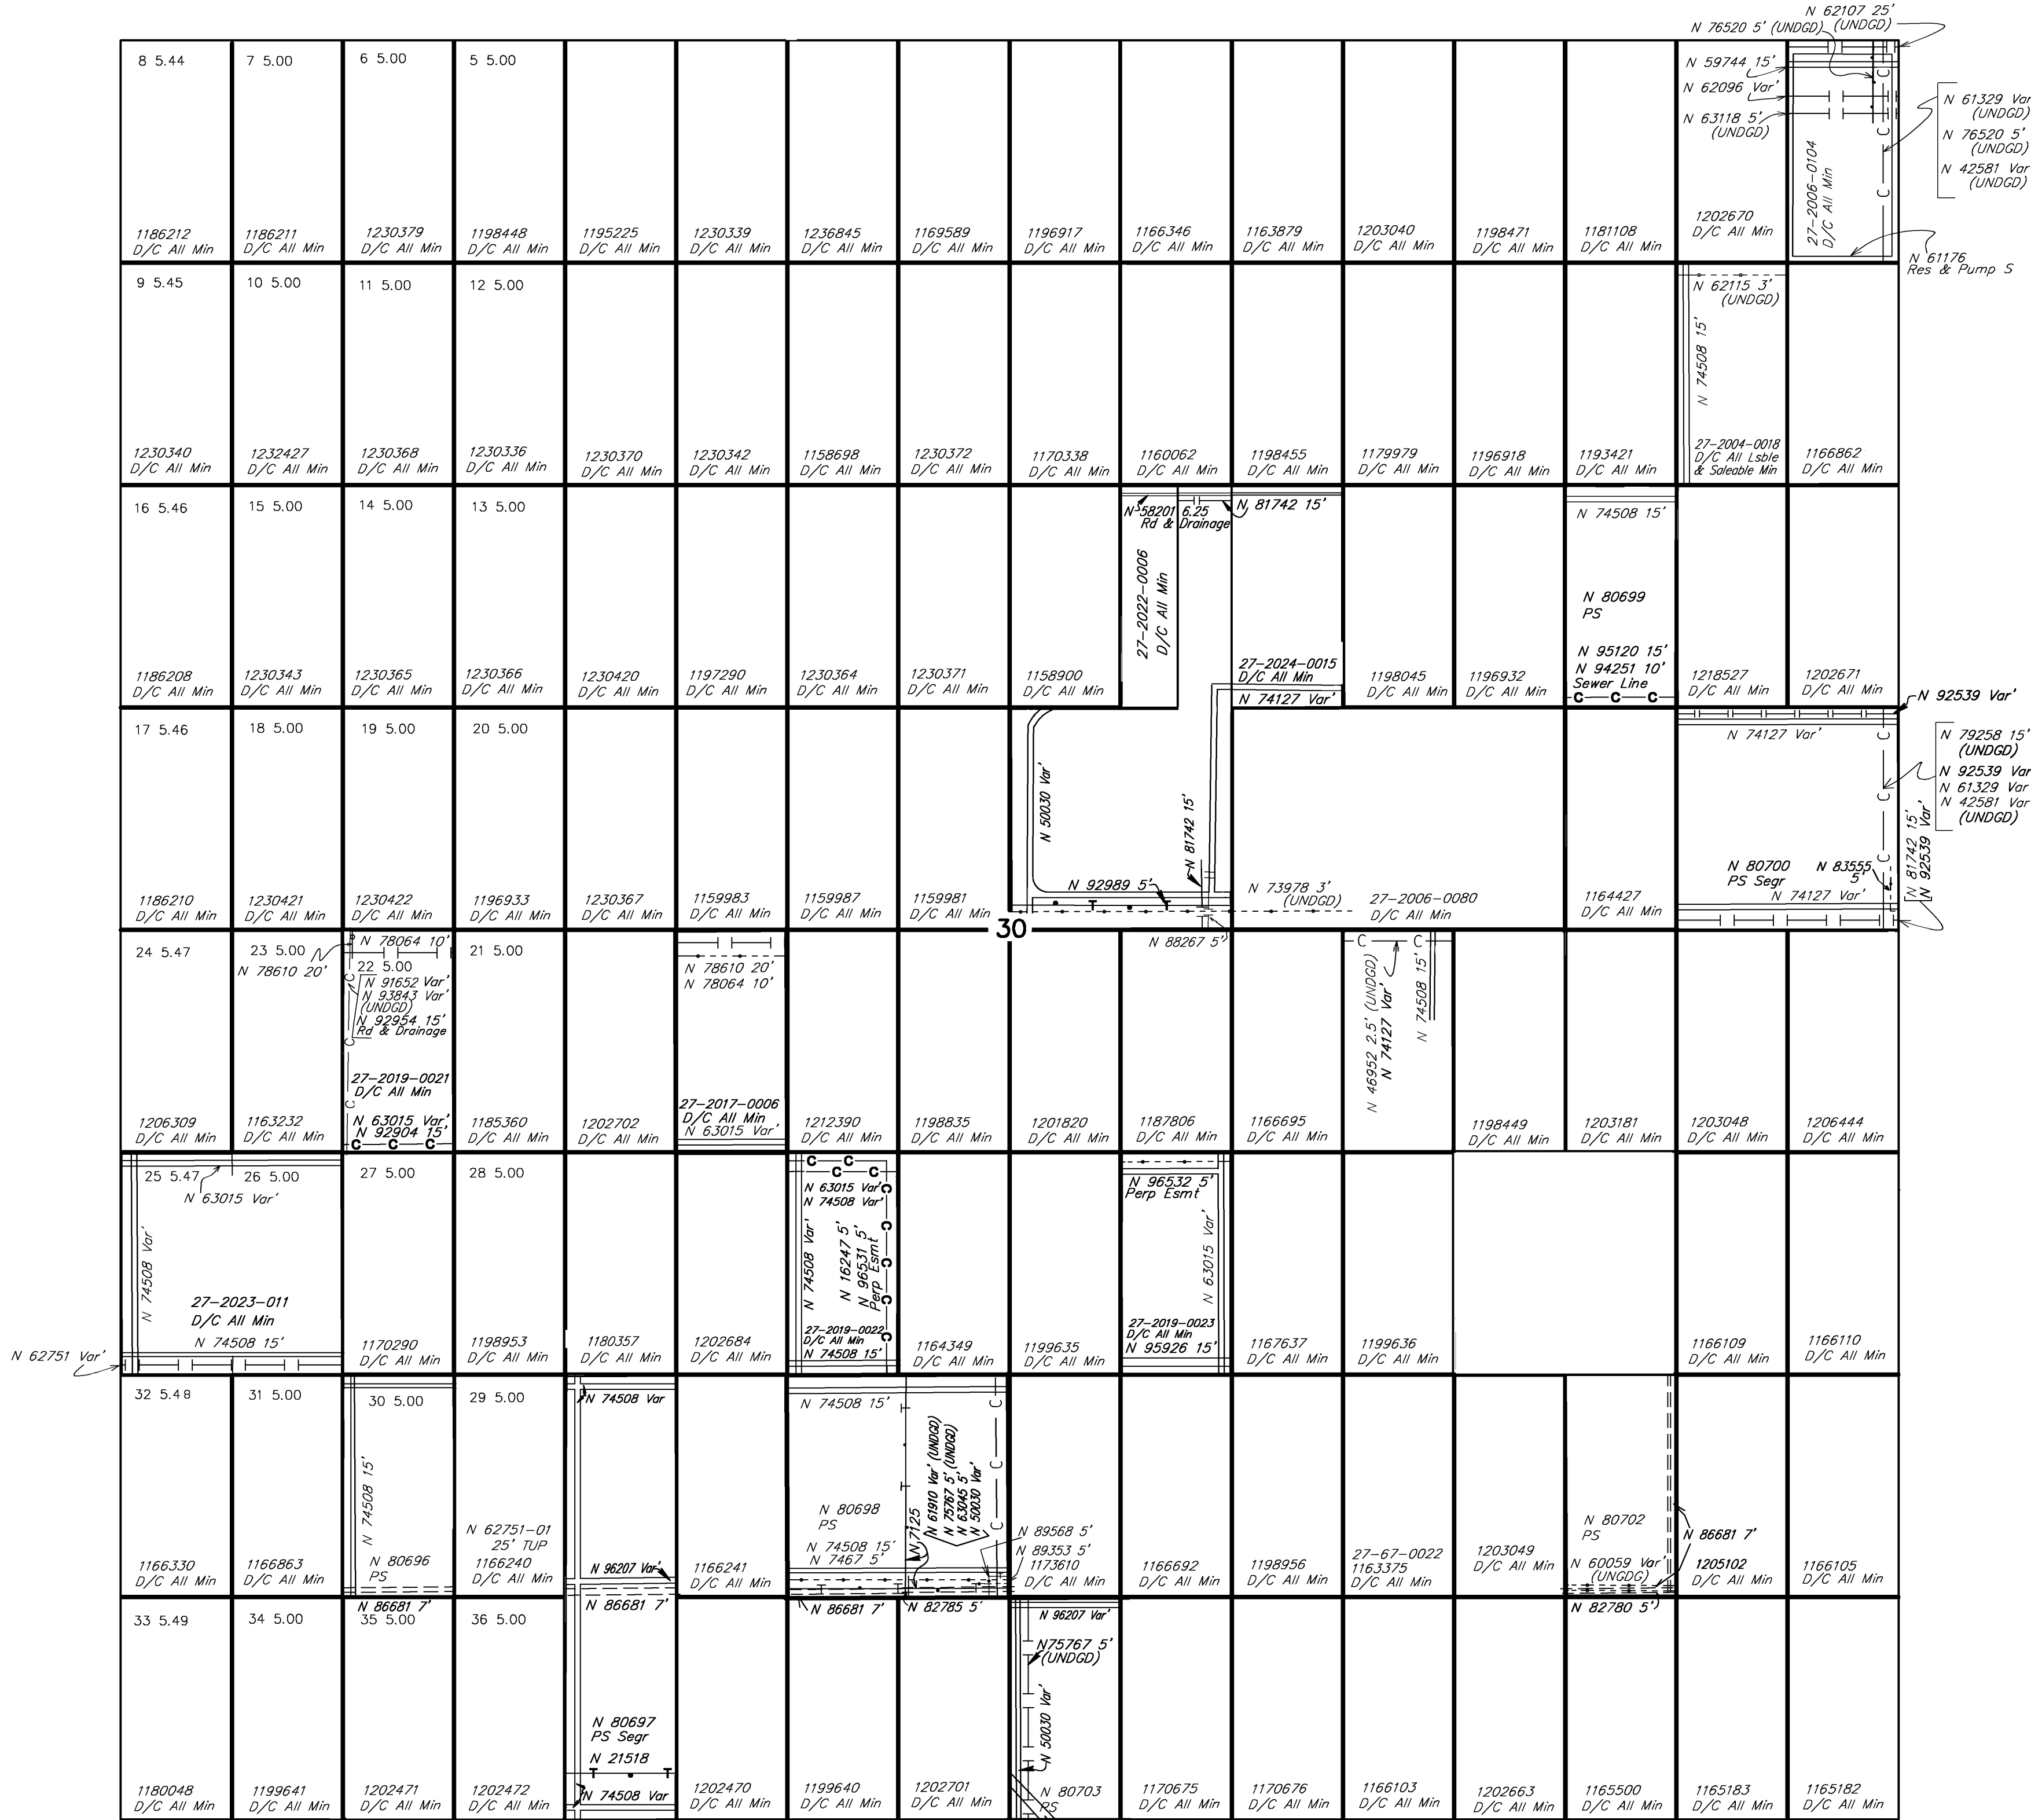 N 62107 25'
(UNDGD)
N 76520 5' (UNDGD)
8 5.44
7 5.00
6 5.00
5 5.00
N 59744 15'
N 62096 Var'
N 63118 5'
(UNDGD)
27-2006-0104
D/C All Min
N 61329 Var
(UNDGD)
N 76520 5'
(UNDGD)
N 42581 Var
(UNDGD)
N 61176
Res & Pump S
1186212
D/C All Min
1186211
D/C All Min
1230379
D/C All Min
1198448
D/C All Min
1195225
D/C All Min
1230339
D/C All Min
1236845
D/C All Min
1169589
D/C All Min
1196917
D/C All Min
1166346
D/C All Min
1163879
D/C All Min
1203040
D/C All Min
1198471
D/C All Min
1181108
D/C All Min
1202670
D/C All Min
9 5.45
10 5.00
11 5.00
12 5.00
N 62115 3'
(UNDGD)
N 74508 15'
1230340
D/C All Min
1232427
D/C All Min
1230368
D/C All Min
1230336
D/C All Min
1230370
D/C All Min
1230342
D/C All Min
1158698
D/C All Min
1230372
D/C All Min
1170338
D/C All Min
1160062
D/C All Min
1198455
D/C All Min
1179979
D/C All Min
1196918
D/C All Min
1193421
D/C All Min
27-2004-0018
D/C All Lsble
& Saleable Min
1166862
D/C All Min
16 5.46
15 5.00
14 5.00
13 5.00
N 58201 6.25
Rd & Drainage
N 81742 15'
27-2022-0006
D/C All Min
N 74508 15'
N 80699
PS
N 95120 15'
N 94251 10'
Sewer Line
C C C
1186208
D/C All Min
1230343
D/C All Min
1230365
D/C All Min
1230366
D/C All Min
1230420
D/C All Min
1197290
D/C All Min
1230364
D/C All Min
1230371
D/C All Min
1158900
D/C All Min
27-2024-0015
D/C All Min
N 74127 Var'
1198045
D/C All Min
1196932
D/C All Min
1218527
D/C All Min
1202671
D/C All Min
N 92539 Var'
17 5.46
18 5.00
19 5.00
20 5.00
N 50030 Var'
N 81742 15'
N 92989 5'
T T
N 73978 3'
(UNDGD)
27-2006-0080
D/C All Min
N 74127 Var'
N 79258 15'
(UNDGD)
N 92539 Var
N 61329 Var
N 42581 Var
(UNDGD)
N 81742 15'
N 92539 Var'
N 80700
PS Segr
N 83555
5'
N 74127 Var'
1186210
D/C All Min
1230421
D/C All Min
1230422
D/C All Min
1196933
D/C All Min
1230367
D/C All Min
1159983
D/C All Min
1159987
D/C All Min
1159981
D/C All Min
1164427
D/C All Min
30
N 88267 5'
24 5.47
23 5.00
N 78610 20'
N 78064 10'
22 5.00
N 91652 Var'
N 93843 Var'
(UNDGD)
N 92954 15'
Rd & Drainage
27-2019-0021
D/C All Min
N 63015 Var'
N 92904 15'
C C C
21 5.00
N 78610 20'
N 78064 10'
27-2017-0006
D/C All Min
N 63015 Var'
N 46952 2.5' (UNDGD)
N 74127 Var'
N 74508 15'
1206309
D/C All Min
1163232
D/C All Min
1185360
D/C All Min
1202702
D/C All Min
1212390
D/C All Min
1198835
D/C All Min
1201820
D/C All Min
1187806
D/C All Min
1166695
D/C All Min
1198449
D/C All Min
1203181
D/C All Min
1203048
D/C All Min
1206444
D/C All Min
25 5.47
26 5.00
N 63015 Var'
27 5.00
28 5.00
N 74508 Var'
27-2023-011
D/C All Min
N 74508 15'
N 62751 Var'
N 63015 Var'
N 74508 Var'
N 74508 Var'
N 16247 5'
N 96531 5'
Perp Esmt
27-2019-0022
D/C All Min
N 74508 15'
N 96532 5'
Perp Esmt
N 63015 Var'
27-2019-0023
D/C All Min
N 95926 15'
1170290
D/C All Min
1198953
D/C All Min
1180357
D/C All Min
1202684
D/C All Min
1164349
D/C All Min
1199635
D/C All Min
1167637
D/C All Min
1199636
D/C All Min
1166109
D/C All Min
1166110
D/C All Min
32 5.48
31 5.00
30 5.00
29 5.00
N 74508 15'
N 80696
PS
N 62751-01
25' TUP
1166240
D/C All Min
N 74508 Var
N 96207 Var'
N 74508 15'
N 80698
PS
N 74508 15'
N 7467 5'
N 7125
N 61910 Var' (UNDGD)
N 75767 5' (UNDGD)
N 63045 5'
N 50030 Var'
N 89568 5'
N 89353 5'
1173610
D/C All Min
1166330
D/C All Min
1166863
D/C All Min
1166241
D/C All Min
1166692
D/C All Min
1198956
D/C All Min
27-67-0022
1163375
D/C All Min
1203049
D/C All Min
N 80702
PS
N 60059 Var'
(UNGDG)
N 86681 7'
1205102
D/C All Min
1166105
D/C All Min
33 5.49
34 5.00
N 86681 7'
35 5.00
36 5.00
N 86681 7'
N 86681 7'
N 82785 5'
N 96207 Var'
N75767 5'
(UNDGD)
N 50030 Var'
N 80703
PS
N 82780 5'
N 80697
PS Segr
N 21518
T T
N 74508 Var
1180048
D/C All Min
1199641
D/C All Min
1202471
D/C All Min
1202472
D/C All Min
1202470
D/C All Min
1199640
D/C All Min
1202701
D/C All Min
1170675
D/C All Min
1170676
D/C All Min
1166103
D/C All Min
1202663
D/C All Min
1165500
D/C All Min
1165183
D/C All Min
1165182
D/C All Min